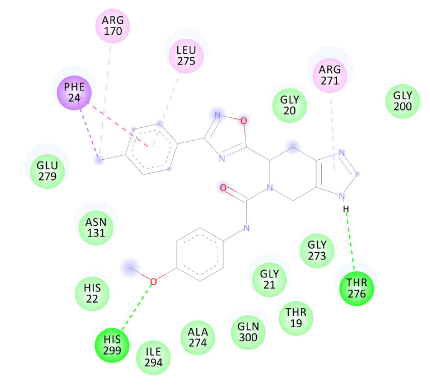 ARG
170
LEU
275
PHE
24
ARG
271
GLY
20
GLY
200
N
O
N
N
GLU
279
O
N
N
N
H
ASN
131
N
GLY
273
HIS
22
O
GLY
21
THR
276
THR
19
HIS
299
ILE
294
ALA
274
GLN
300